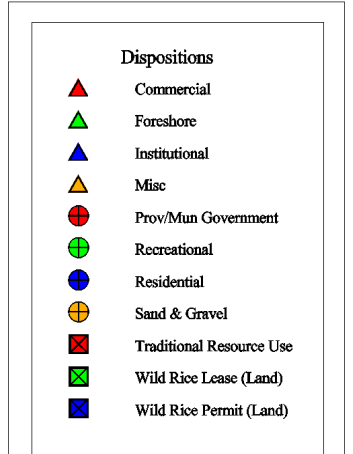 Dispositions
Commercial
Foreshore
Institutional
Misc
Prov/Mun Government
Recreational
Residential
Sand & Gravel
Traditional Resource Use
Wild Rice Lease (Land)
Wild Rice Permit (Land)